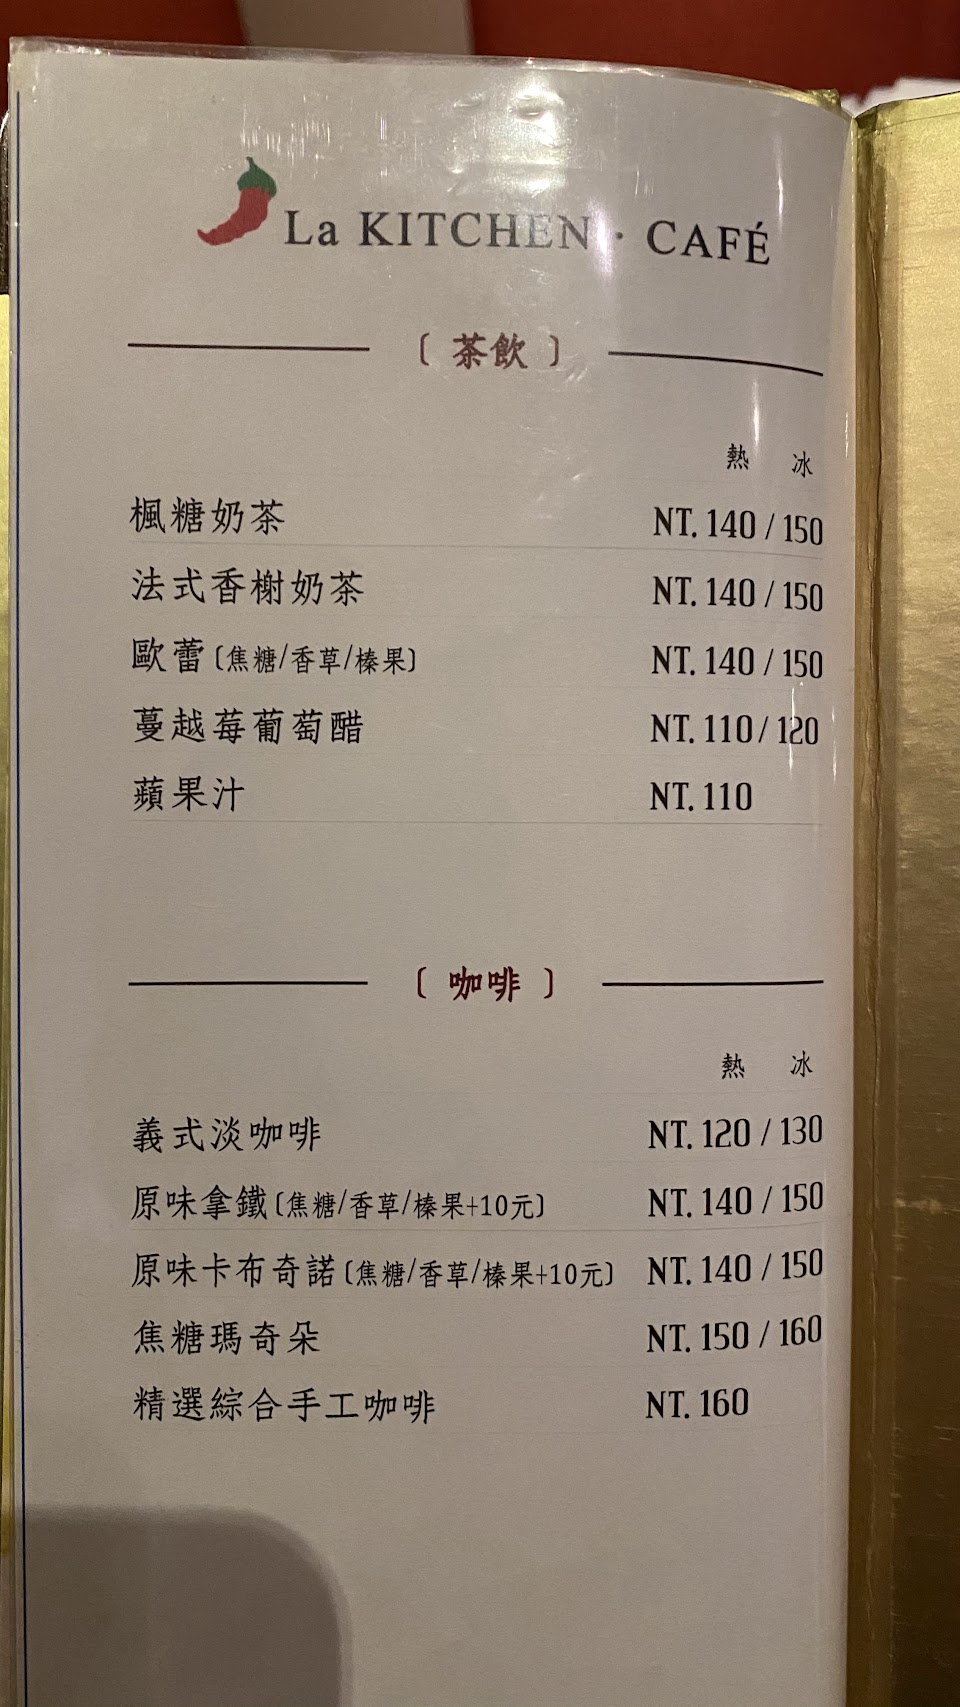 La KITCHEN · CAFÉ
〔 茶飲 〕
熱 冰
楓糖奶茶 NT. 140 / 150
法式香榭奶茶 NT. 140 / 150
歐蕾〔焦糖/香草/榛果〕 NT. 140 / 150
蔓越莓葡萄醋 NT. 110 / 120
蘋果汁 NT. 110
〔 咖啡 〕
熱 冰
義式淡咖啡 NT. 120 / 130
原味拿鐵〔焦糖/香草/榛果+10元〕 NT. 140 / 150
原味卡布奇諾〔焦糖/香草/榛果+10元〕 NT. 140 / 150
焦糖瑪奇朵 NT. 150 / 160
精選綜合手工咖啡 NT. 160